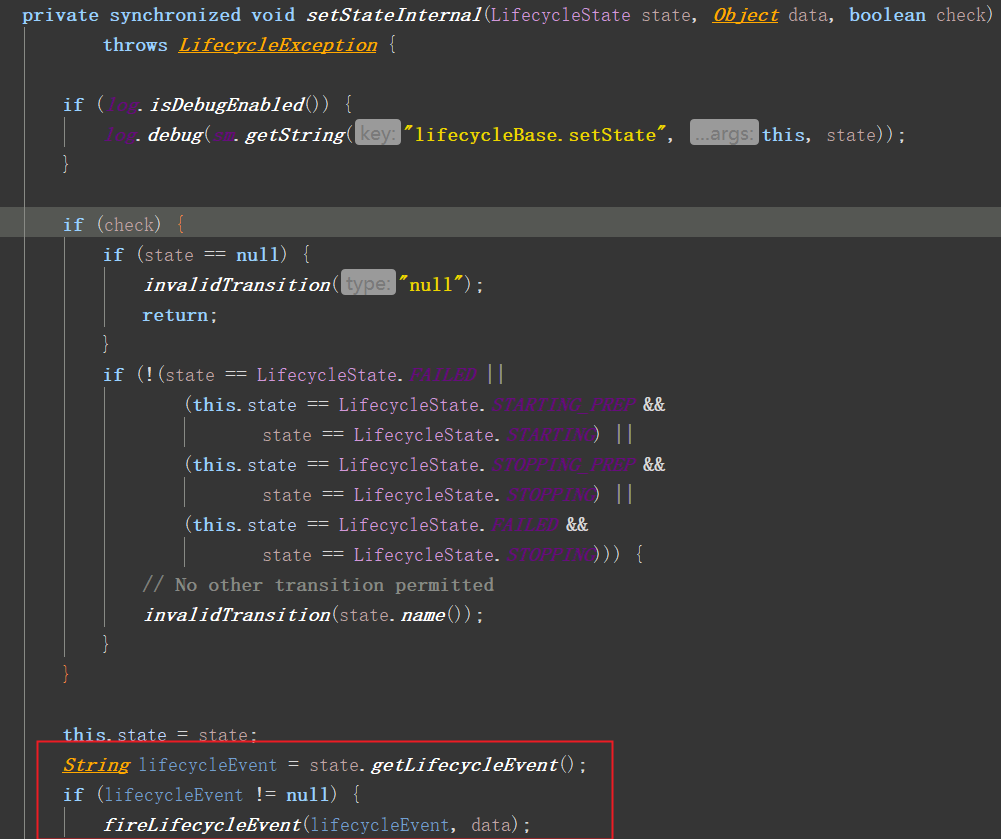 private synchronized void setStateInternal(LifecycleState state, Object data, boolean check)
throws LifecycleException {
if (log.isDebugEnabled()) {
log.debug(sm.getString(key: "lifecycleBase.setState", ...args: this, state));
}
if (check) {
if (state == null) {
invalidTransition(type: "null");
return;
}
if (!(state == LifecycleState.FAILED ||
(this.state == LifecycleState.STARTING_PREP &&
state == LifecycleState.STARTING) ||
(this.state == LifecycleState.STOPPING_PREP &&
state == LifecycleState.STOPPING) ||
(this.state == LifecycleState.FAILED &&
state == LifecycleState.STOPPING))) {
// No other transition permitted
invalidTransition(state.name());
}
}
this.state = state;
String lifecycleEvent = state.getLifecycleEvent();
if (lifecycleEvent != null) {
fireLifecycleEvent(lifecycleEvent, data);